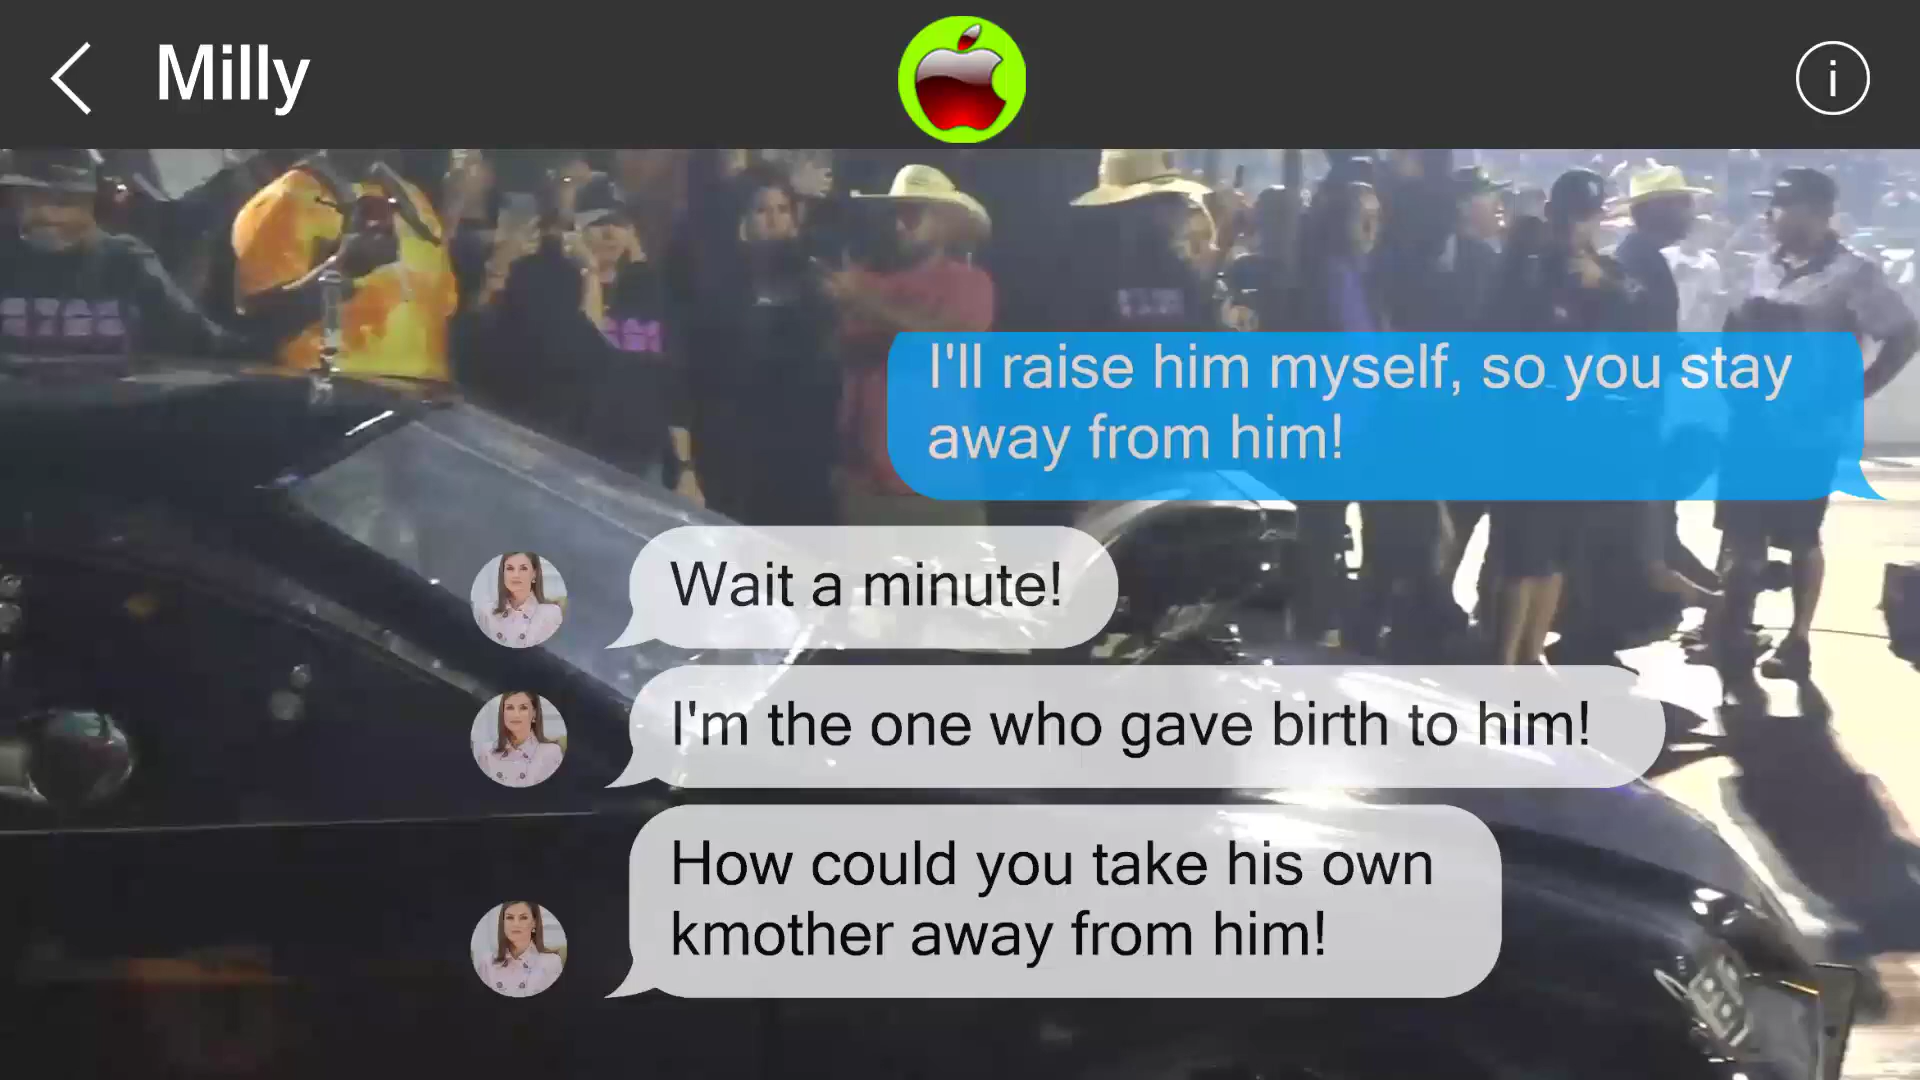 Milly
i
I'll raise him myself, so you stay
away from him!
Wait a minute!
I'm the one who gave birth to him!
How could you take his own
kmother away from him!